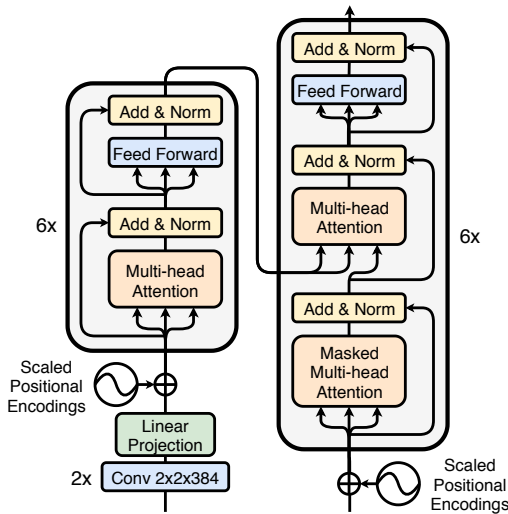 Add & Norm
Feed Forward
Add & Norm
Multi-head
Attention
6x
Scaled
Positional
Encodings
Linear
Projection
2x
Conv 2x2x384
Add & Norm
Feed Forward
Add & Norm
Multi-head
Attention
6x
Add & Norm
Masked
Multi-head
Attention
Scaled
Positional
Encodings